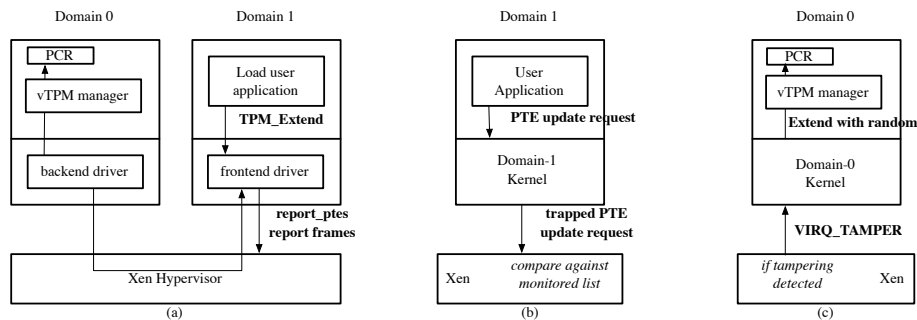 Domain 0
Domain 1
PCR
vTPM manager
Load user
application
TPM_Extend
backend driver
frontend driver
report_ptes
report frames
Xen Hypervisor
(a)
Domain 1
User
Application
PTE update request
Domain-1
Kernel
trapped PTE
update request
Xen
compare against
monitored list
(b)
Domain 0
PCR
vTPM manager
Extend with random
Domain-0
Kernel
VIRQ_TAMPER
if tampering
detected
Xen
(c)